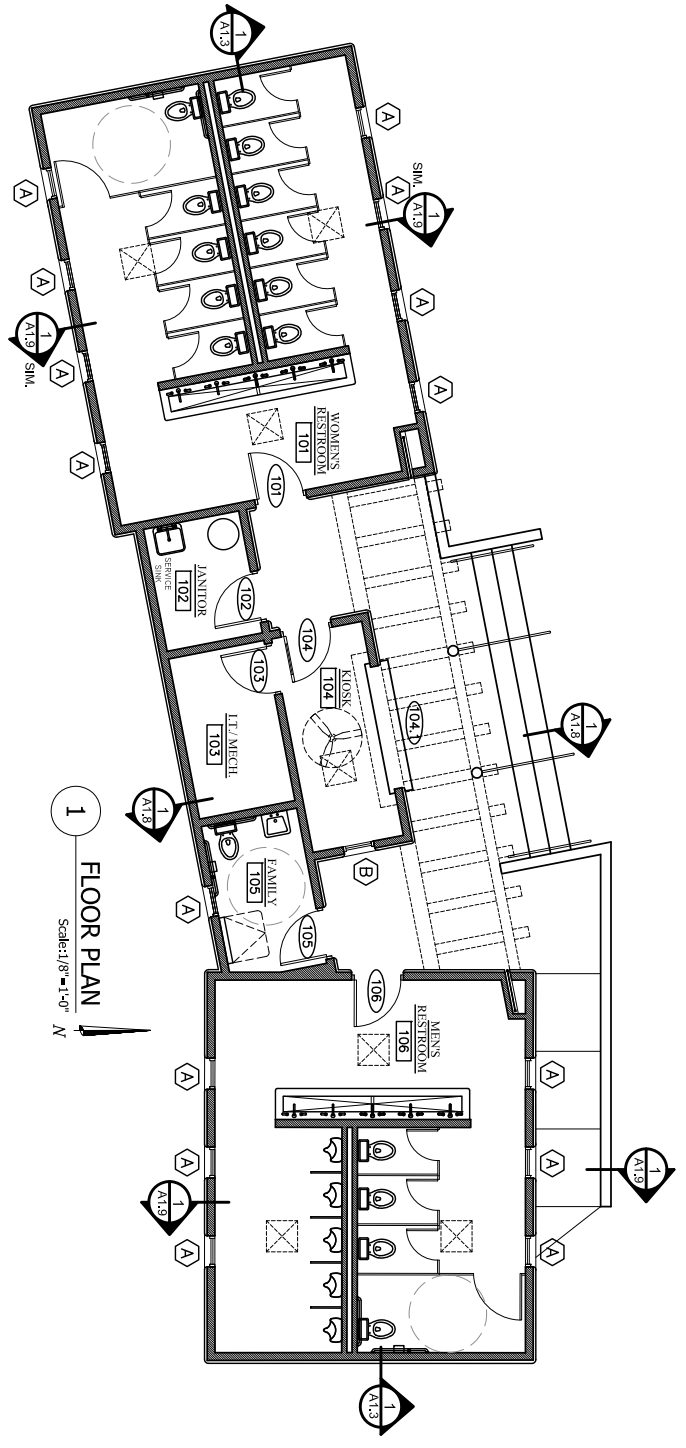 1
A1.3
A
SIM.
A
1
A1.9
A
A
A
A
1
A1.9
SIM.
A
A
WOMEN'S
RESTROOM
101
101
JANITOR
102
SERVICE
SINK
102
103
104
KIOSK
104
104.1
I.T./ MECH.
103
1
A1.8
1
A1.8
FAMILY
105
105
A
B
106
MEN'S
RESTROOM
106
A
A
A
A
A
A
1
A1.9
1
A1.9
1
A1.3
1
FLOOR PLAN
Scale:1/8"=1'-0"
N